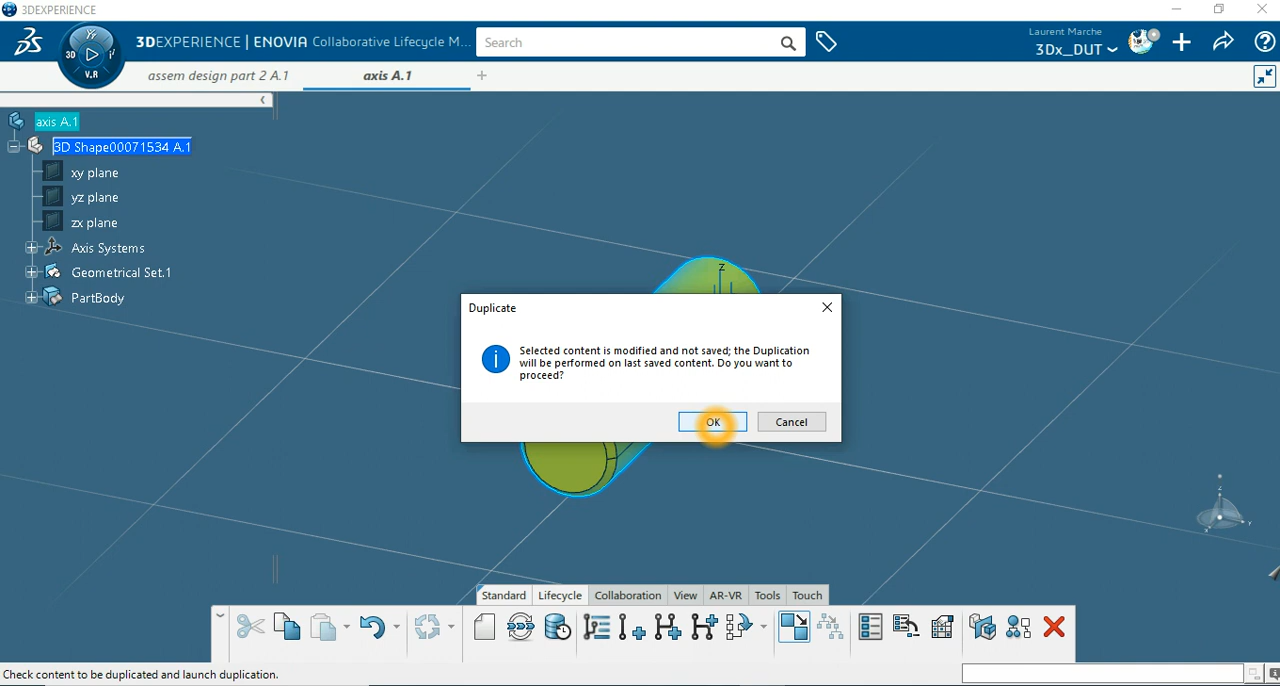 3DEXPERIENCE
3DEXPERIENCE | ENOVIA Collaborative Lifecycle M...
Search
Laurent Marche
3Dx_DUT
3D
V.R
assem design part 2 A.1
axis A.1
+
axis A.1
3D Shape00071534 A.1
xy plane
yz plane
zx plane
Axis Systems
Geometrical Set.1
PartBody
z
Duplicate
Selected content is modified and not saved; the Duplication
will be performed on last saved content. Do you want to
proceed?
OK
Cancel
Standard
Lifecycle
Collaboration
View
AR-VR
Tools
Touch
Check content to be duplicated and launch duplication.